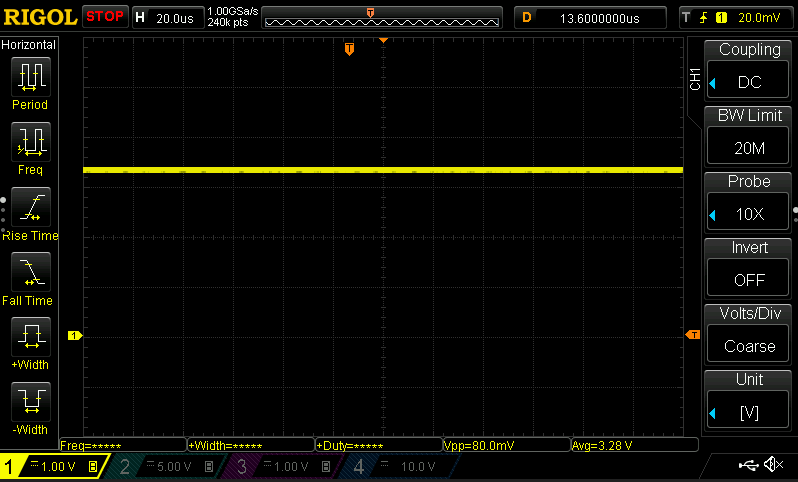 RIGOL STOP H 20.0us 1.00GSa/s 240k pts T D 13.6000000us T 1 20.0mV
Horizontal
Period
Freq
Rise Time
Fall Time
+Width
-Width
T
1
T
CH1
Coupling
DC
BW Limit
20M
Probe
10X
Invert
OFF
Volts/Div
Coarse
Unit
[V]
Freq=***** +Width=***** +Duty=***** Vpp=80.0mV Avg=3.28 V
1 1.00 V B 2 5.00 V B 3 1.00 V B 4 10.0 V